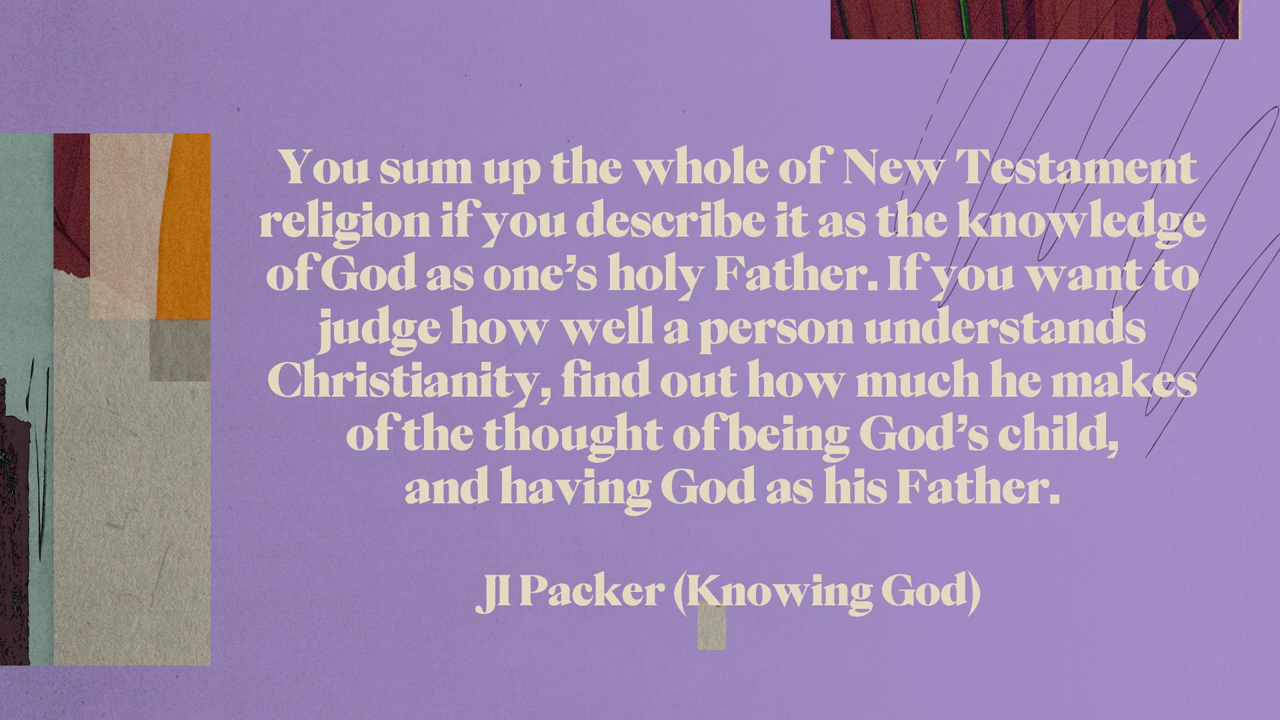 You sum up the whole of New Testament
religion if you describe it as the knowledge
of God as one’s holy Father. If you want to
judge how well a person understands
Christianity, find out how much he makes
of the thought of being God’s child,
and having God as his Father.
JI Packer (Knowing God)